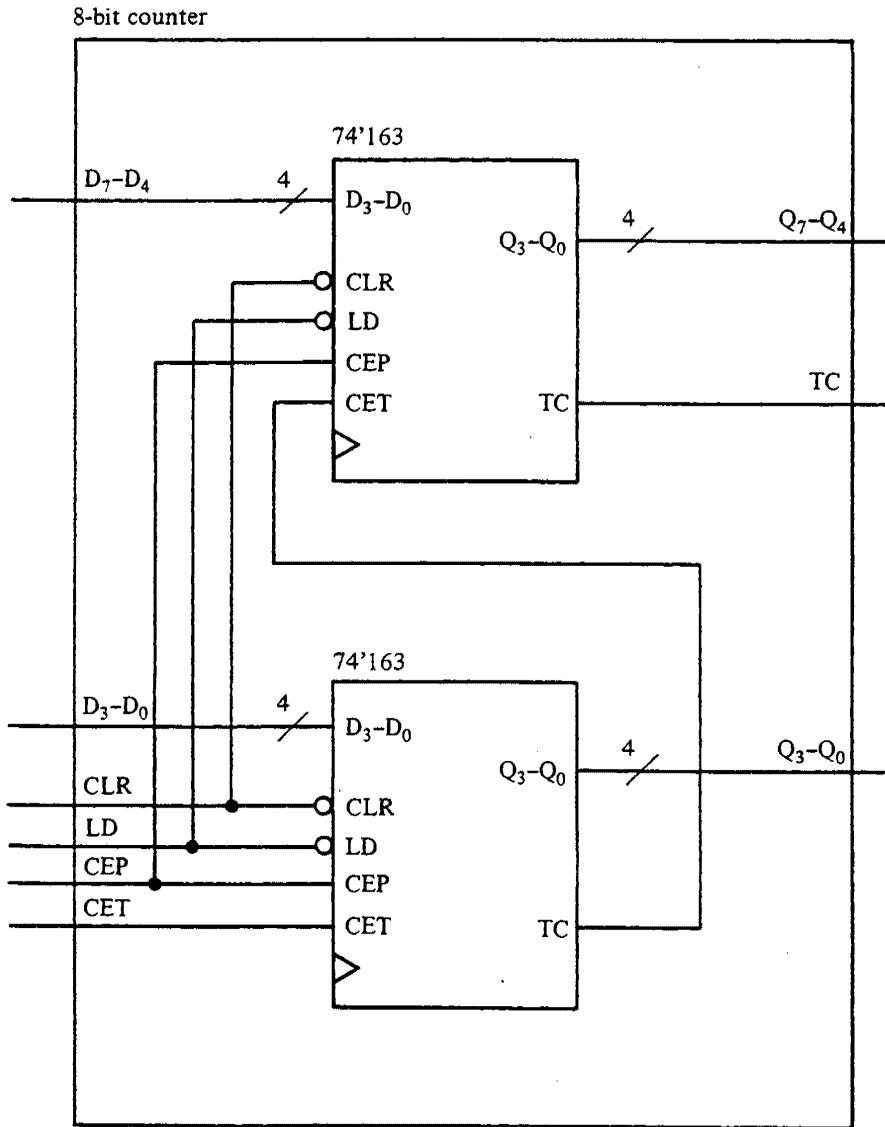 8-bit counter
74'163
D₇–D₄
4
D₃–D₀
Q₃–Q₀
4
Q₇–Q₄
CLR
LD
CEP
CET
TC
TC
74'163
D₃–D₀
4
D₃–D₀
Q₃–Q₀
4
Q₃–Q₀
CLR
CLR
LD
LD
CEP
CEP
CET
CET
TC